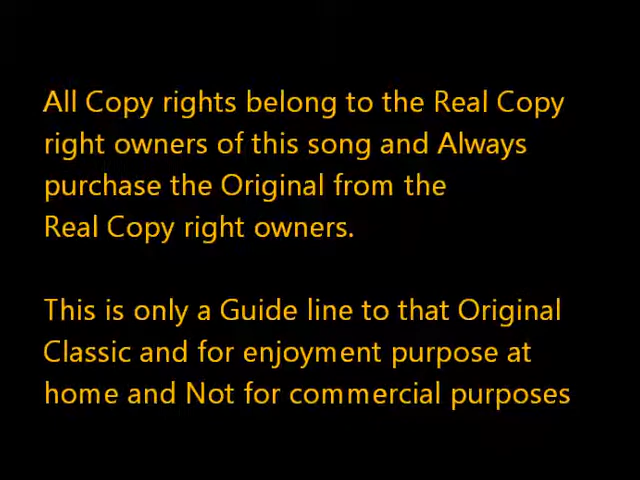 All Copy rights belong to the Real Copy
right owners of this song and Always
purchase the Original from the
Real Copy right owners.
This is only a Guide line to that Original
Classic and for enjoyment purpose at
home and Not for commercial purposes